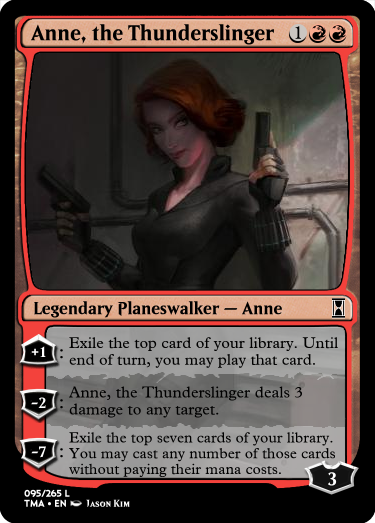 Anne, the Thunderslinger 1
Legendary Planeswalker — Anne
+1 : Exile the top card of your library. Until
end of turn, you may play that card.
-2 : Anne, the Thunderslinger deals 3
damage to any target.
-7 : Exile the top seven cards of your library.
You may cast any number of those cards
without paying their mana costs.
3
095/265 L
TMA • EN Jason Kim